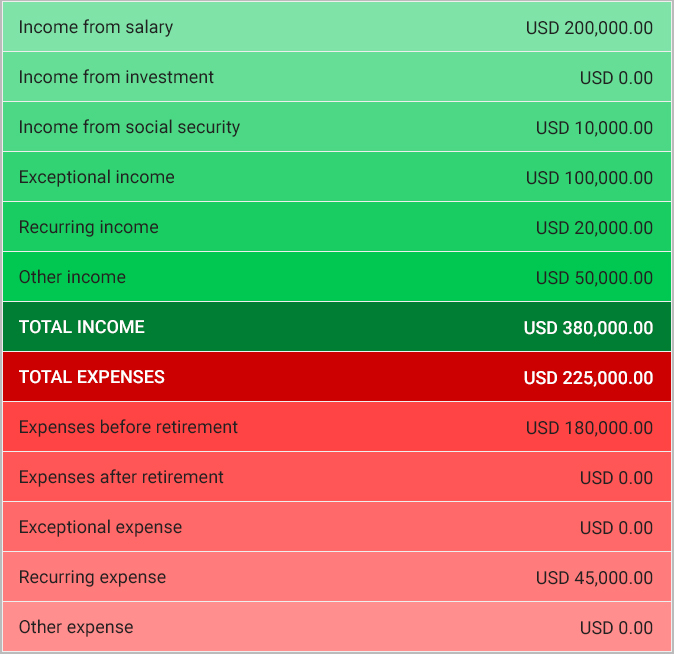 Income from salary USD 200,000.00
Income from investment USD 0.00
Income from social security USD 10,000.00
Exceptional income USD 100,000.00
Recurring income USD 20,000.00
Other income USD 50,000.00
TOTAL INCOME USD 380,000.00
TOTAL EXPENSES USD 225,000.00
Expenses before retirement USD 180,000.00
Expenses after retirement USD 0.00
Exceptional expense USD 0.00
Recurring expense USD 45,000.00
Other expense USD 0.00